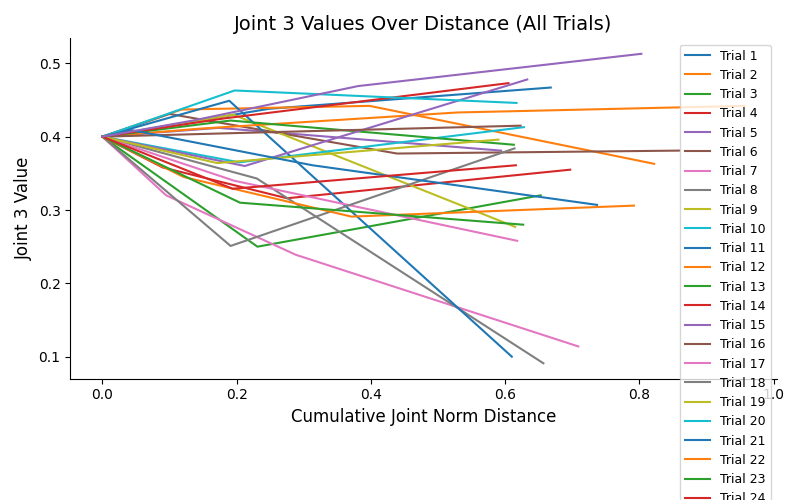 Joint 3 Values Over Distance (All Trials)
Joint 3 Value
0.5
0.4
0.3
0.2
0.1
0.0
0.2
0.4
0.6
0.8
1.0
Cumulative Joint Norm Distance
Trial 1
Trial 2
Trial 3
Trial 4
Trial 5
Trial 6
Trial 7
Trial 8
Trial 9
Trial 10
Trial 11
Trial 12
Trial 13
Trial 14
Trial 15
Trial 16
Trial 17
Trial 18
Trial 19
Trial 20
Trial 21
Trial 22
Trial 23
Trial 24